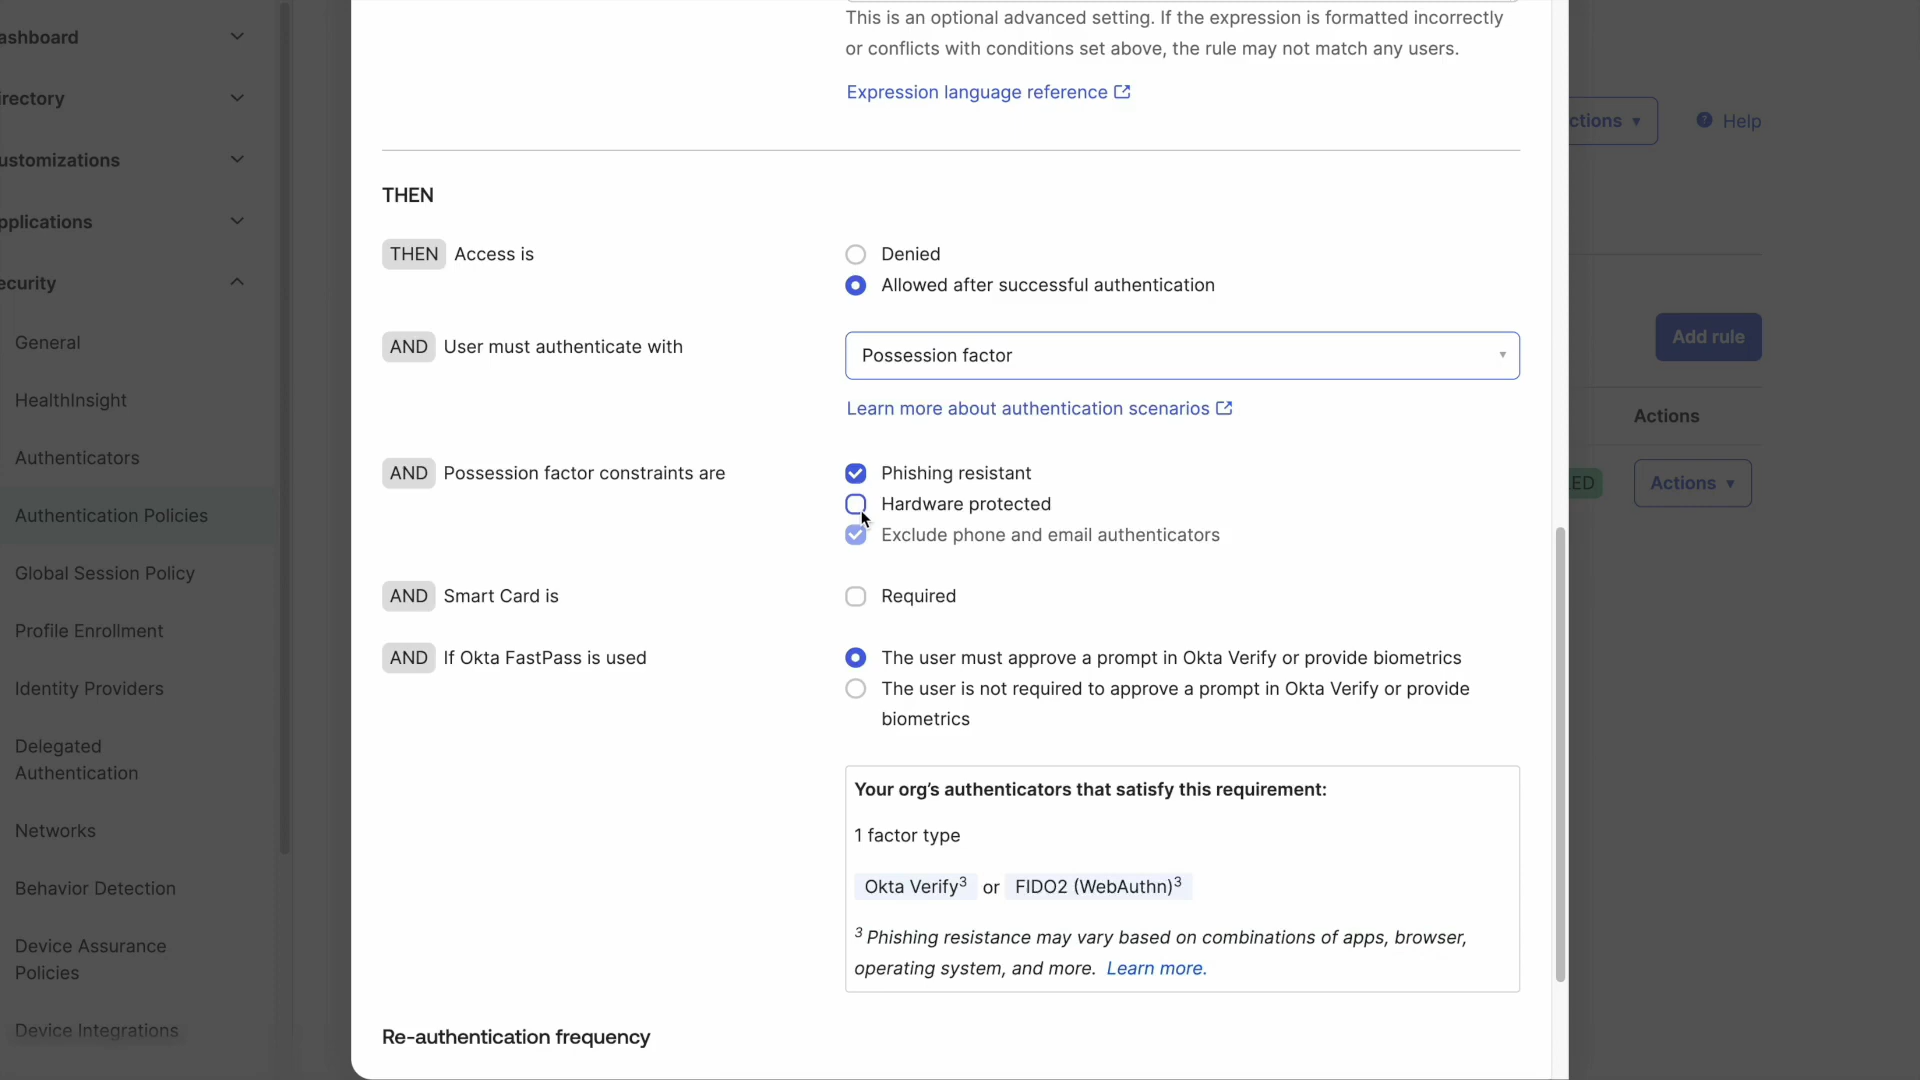 This is an optional advanced setting. If the expression is formatted incorrectly
or conflicts with conditions set above, the rule may not match any users.
Expression language reference
THEN
THEN Access is
Denied
Allowed after successful authentication
AND User must authenticate with
Possession factor
Learn more about authentication scenarios
AND Possession factor constraints are
Phishing resistant
Hardware protected
Exclude phone and email authenticators
AND Smart Card is
Required
AND If Okta FastPass is used
The user must approve a prompt in Okta Verify or provide biometrics
The user is not required to approve a prompt in Okta Verify or provide
biometrics
Your org's authenticators that satisfy this requirement:
1 factor type
Okta Verify³ or FIDO2 (WebAuthn)³
³ Phishing resistance may vary based on combinations of apps, browser,
operating system, and more. Learn more.
Re-authentication frequency
ashboard
irectory
ustomizations
pplications
ecurity
General
HealthInsight
Authenticators
Authentication Policies
Global Session Policy
Profile Enrollment
Identity Providers
Delegated
Authentication
Networks
Behavior Detection
Device Assurance
Policies
Device Integrations
ctions
Help
Add rule
Actions
ED
Actions